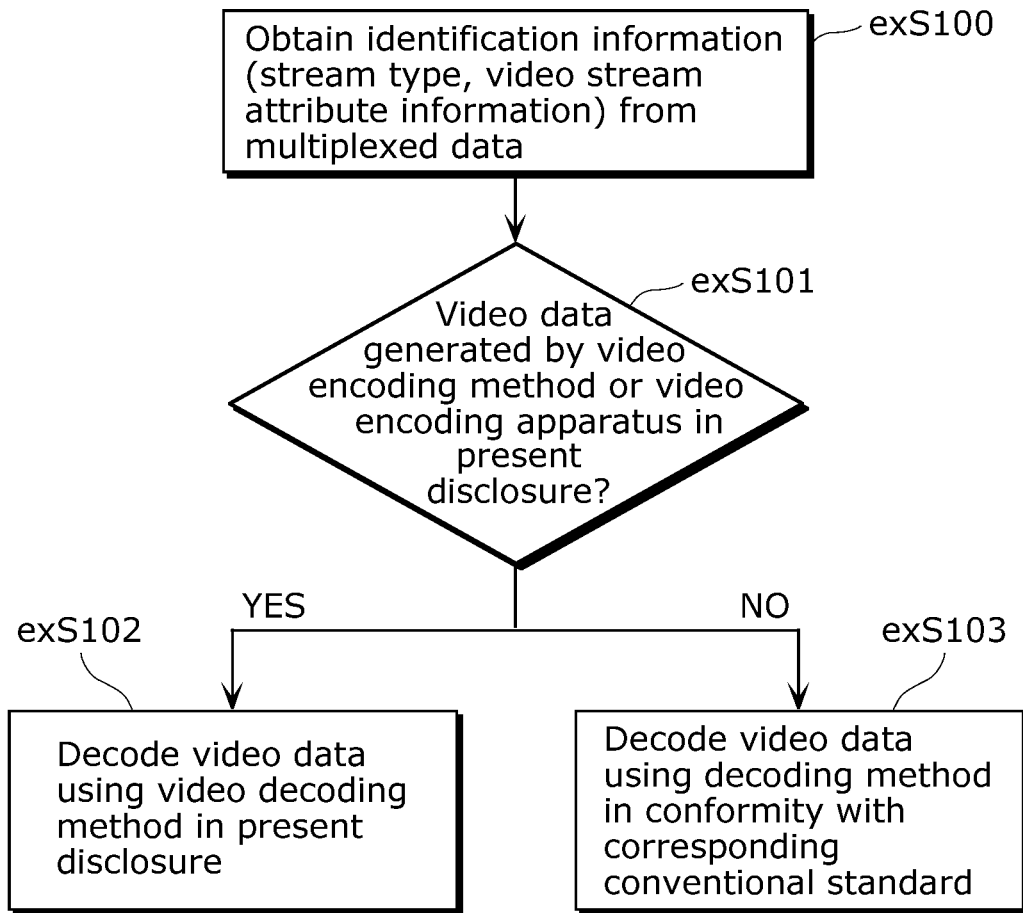 exS100
Obtain identification information
(stream type, video stream
attribute information) from
multiplexed data
exS101
Video data
generated by video
encoding method or video
encoding apparatus in
present
disclosure?
YES
NO
exS102
exS103
Decode video data
using video decoding
method in present
disclosure
Decode video data
using decoding method
in conformity with
corresponding
conventional standard